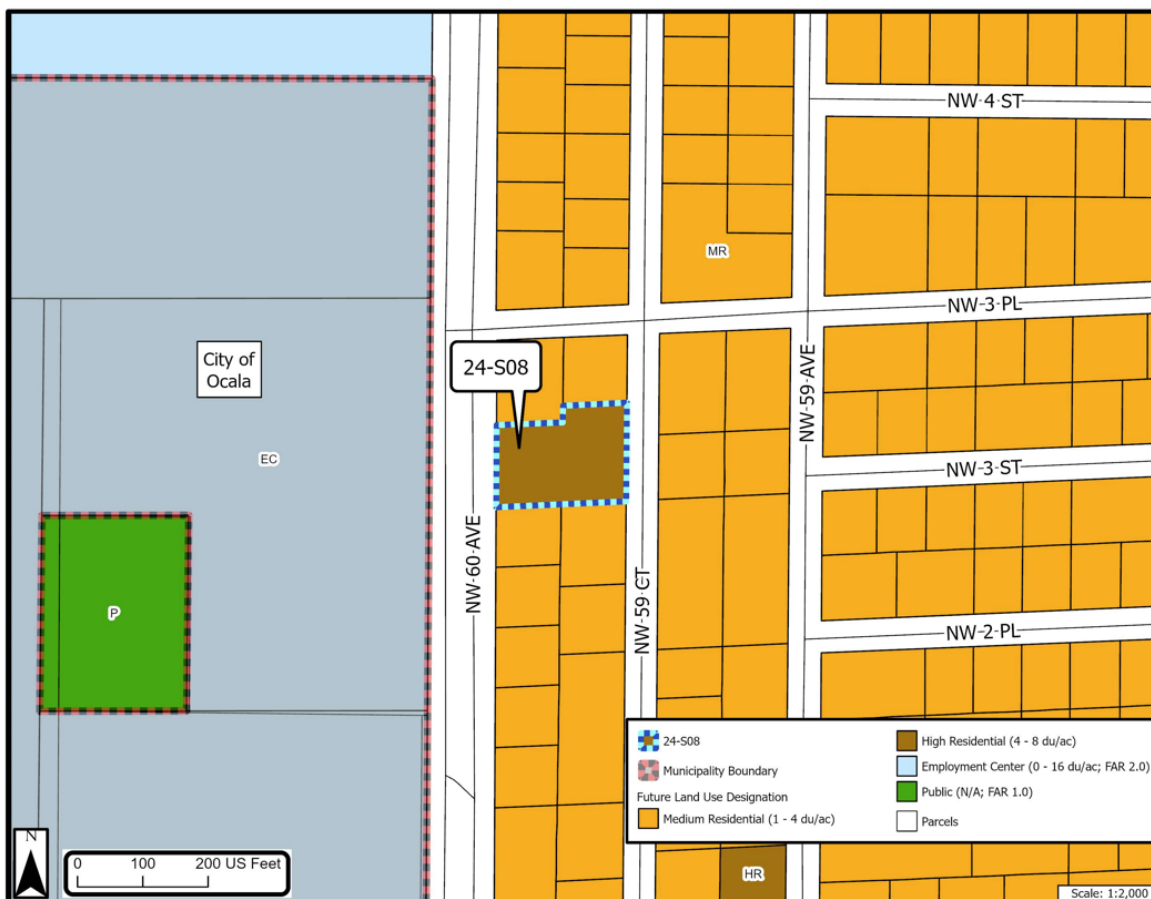 NW 4 ST
MR
NW 3 PL
City of
Ocala
24-S08
NW 59 AVE
EC
NW 3 ST
NW 60 AVE
NW 59 CT
P
NW 2 PL
24-S08
Municipality Boundary
Future Land Use Designation
Medium Residential (1 - 4 du/ac)
High Residential (4 - 8 du/ac)
Employment Center (0 - 16 du/ac; FAR 2.0)
Public (N/A; FAR 1.0)
Parcels
N
0 100 200 US Feet
HR
Scale: 1:2,000